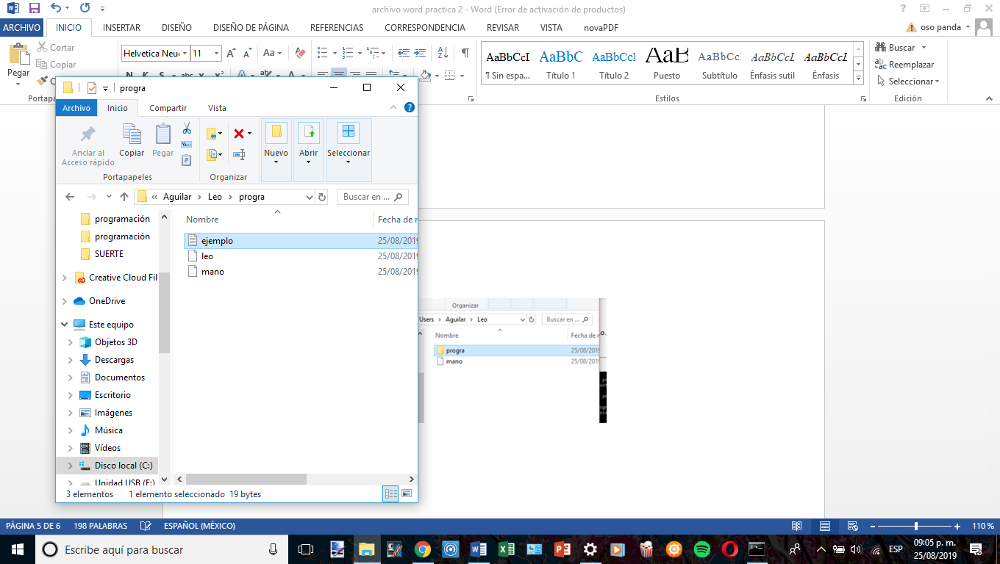 archivo word practica 2 - Word (Error de activación de productos)
ARCHIVO INICIO INSERTAR DISEÑO DISEÑO DE PÁGINA REFERENCIAS CORRESPONDENCIA REVISAR VISTA novaPDF oso panda
Pegar
Cortar
Copiar
Portapa
Helvetica Neu 11
Aa
AaBbCcI AaBbC AaBbCcI AaB AaBbCcI AaBbCcL AaBbCcL
¶ Sin espa... Título 1 Título 2 Puesto Subtítulo Énfasis sutil Énfasis
Estilos
Buscar
Reemplazar
Seleccionar
Edición
progra
Archivo Inicio Compartir Vista
Anclar al
Acceso rápido
Copiar Pegar
Portapapeles
Organizar
Nuevo Abrir Seleccionar
« Aguilar > Leo > progra
Buscar en ...
programación
programación
SUERTE
Creative Cloud Fil
OneDrive
Este equipo
Objetos 3D
Descargas
Documentos
Escritorio
Imágenes
Música
Vídeos
Disco local (C:)
Unidad USB (F:)
Nombre Fecha de m
ejemplo 25/08/2019
leo 25/08/2019
mano 25/08/2019
3 elementos 1 elemento seleccionado 19 bytes
Organizar
Users > Aguilar > Leo
Buscar en ...
Nombre Fecha de n
progra 25/08/201
mano 25/08/201
PÁGINA 5 DE 6 198 PALABRAS ESPAÑOL (MÉXICO) 110 %
Escribe aquí para buscar
ESP
09:05 p. m.
25/08/2019